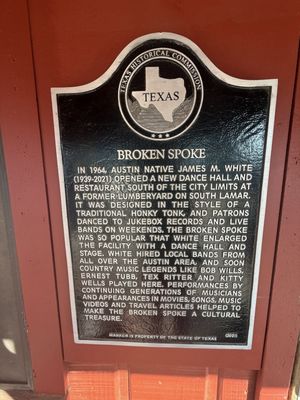 TEXAS HISTORICAL COMMISSION
TEXAS
BROKEN SPOKE
IN 1964, AUSTIN NATIVE JAMES M. WHITE
(1939-2021) OPENED A NEW DANCE HALL AND
RESTAURANT SOUTH OF THE CITY LIMITS AT
A FORMER LUMBERYARD ON SOUTH LAMAR.
IT WAS DESIGNED IN THE STYLE OF A
TRADITIONAL HONKY TONK, AND PATRONS
DANCED TO JUKEBOX RECORDS AND LIVE
BANDS ON WEEKENDS. THE BROKEN SPOKE
WAS SO POPULAR THAT WHITE ENLARGED
THE FACILITY WITH A DANCE HALL AND
STAGE. WHITE HIRED LOCAL BANDS FROM
ALL OVER THE AUSTIN AREA, AND SOON
COUNTRY MUSIC LEGENDS LIKE BOB WILLS,
ERNEST TUBB, TEX RITTER AND KITTY
WELLS PLAYED HERE. PERFORMANCES BY
CONTINUING GENERATIONS OF MUSICIANS
AND APPEARANCES IN MOVIES, SONGS, MUSIC
VIDEOS AND TRAVEL ARTICLES HELPED TO
MAKE THE BROKEN SPOKE A CULTURAL
TREASURE.
MARKER IS PROPERTY OF THE STATE OF TEXAS